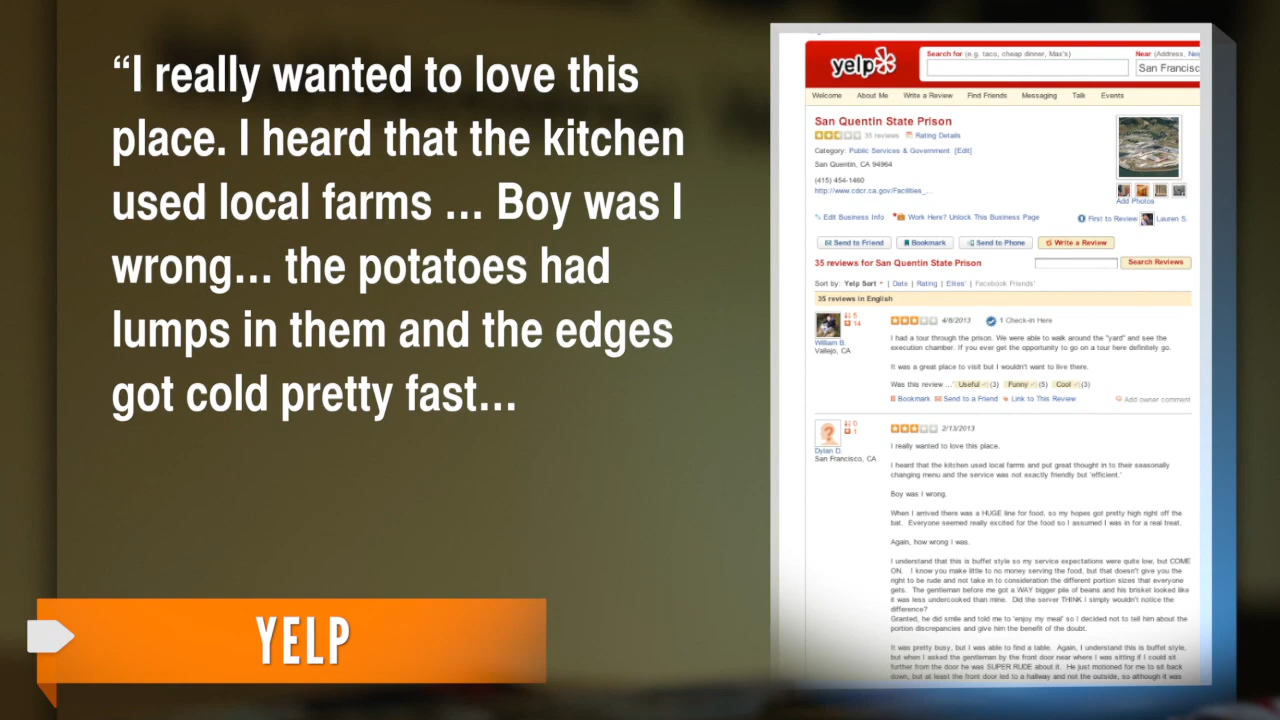 “I really wanted to love this
place. I heard that the kitchen
used local farms ... Boy was I
wrong... the potatoes had
lumps in them and the edges
got cold pretty fast...
YELP
yelp
Search for (e.g. taco, cheap dinner, Max's)
Near (Address, Nei
San Francisc
Welcome About Me Write a Review Find Friends Messaging Talk Events
San Quentin State Prison
35 reviews Rating Details
Category: Public Services & Government [Edit]
San Quentin, CA 94964
(415) 454-1460
http://www.cdcr.ca.gov/Facilities_...
Add Photos
Edit Business Info Work Here? Unlock This Business Page
First to Review Lauren S.
Send to Friend Bookmark Send to Phone Write a Review
35 reviews for San Quentin State Prison
Search Reviews
Sort by: Yelp Sort | Date | Rating | Elites' | Facebook Friends'
35 reviews in English
5
14
William B.
Vallejo, CA
4/8/2013 1 Check-in Here
I had a tour through the prison. We were able to walk around the "yard" and see the
execution chamber. If you ever get the opportunity to go on a tour here definitely go.
It was a great place to visit but I wouldn't want to live there.
Was this review ...? Useful (3) Funny (5) Cool (3)
Bookmark Send to a Friend Link to This Review
Add owner comment
0
1
Dylan D.
San Francisco, CA
2/13/2013
I really wanted to love this place.
I heard that the kitchen used local farms and put great thought in to their seasonally
changing menu and the service was not exactly friendly but 'efficient.'
Boy was I wrong.
When I arrived there was a HUGE line for food, so my hopes got pretty high right off the
bat. Everyone seemed really excited for the food so I assumed I was in for a real treat.
Again, how wrong I was.
I understand that this is buffet style so my service expectations were quite low, but COME
ON. I know you make little to no money serving the food, but that doesn't give you the
right to be rude and not take in to consideration the different portion sizes that everyone
gets. The gentleman before me got a WAY bigger pile of beans and his brisket looked like
it was less undercooked than mine. Did the server THINK I simply wouldn't notice the
difference?
Granted, he did smile and told me to 'enjoy my meal' so I decided not to tell him about the
portion discrepancies and give him the benefit of the doubt.
It was pretty busy, but I was able to find a table. Again, I understand this is buffet style,
but when I asked the gentleman by the front door near where I was sitting if I could sit
further from the door he was SUPER RUDE about it. He just motioned for me to sit back
down, but at least the front door led to a hallway and not the outside, so although it was